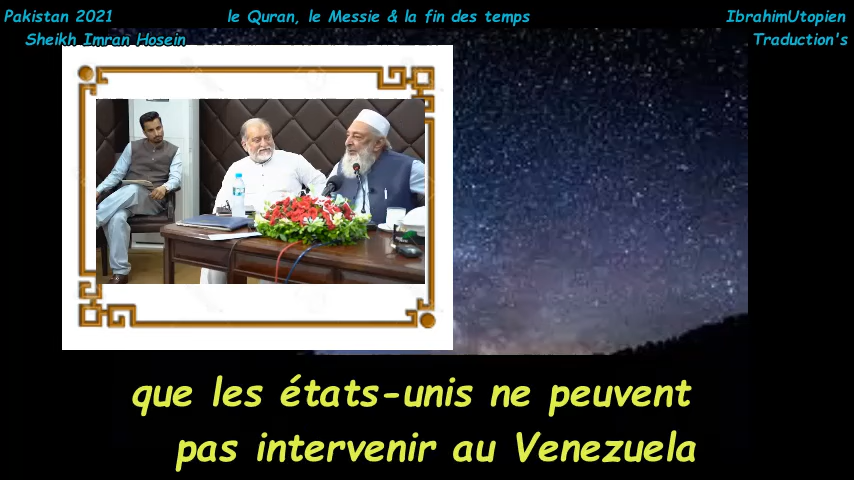 Pakistan 2021 le Quran, le Messie & la fin des temps IbrahimUtopien
Sheikh Imran Hosein Traduction's
que les états-unis ne peuvent
pas intervenir au Venezuela